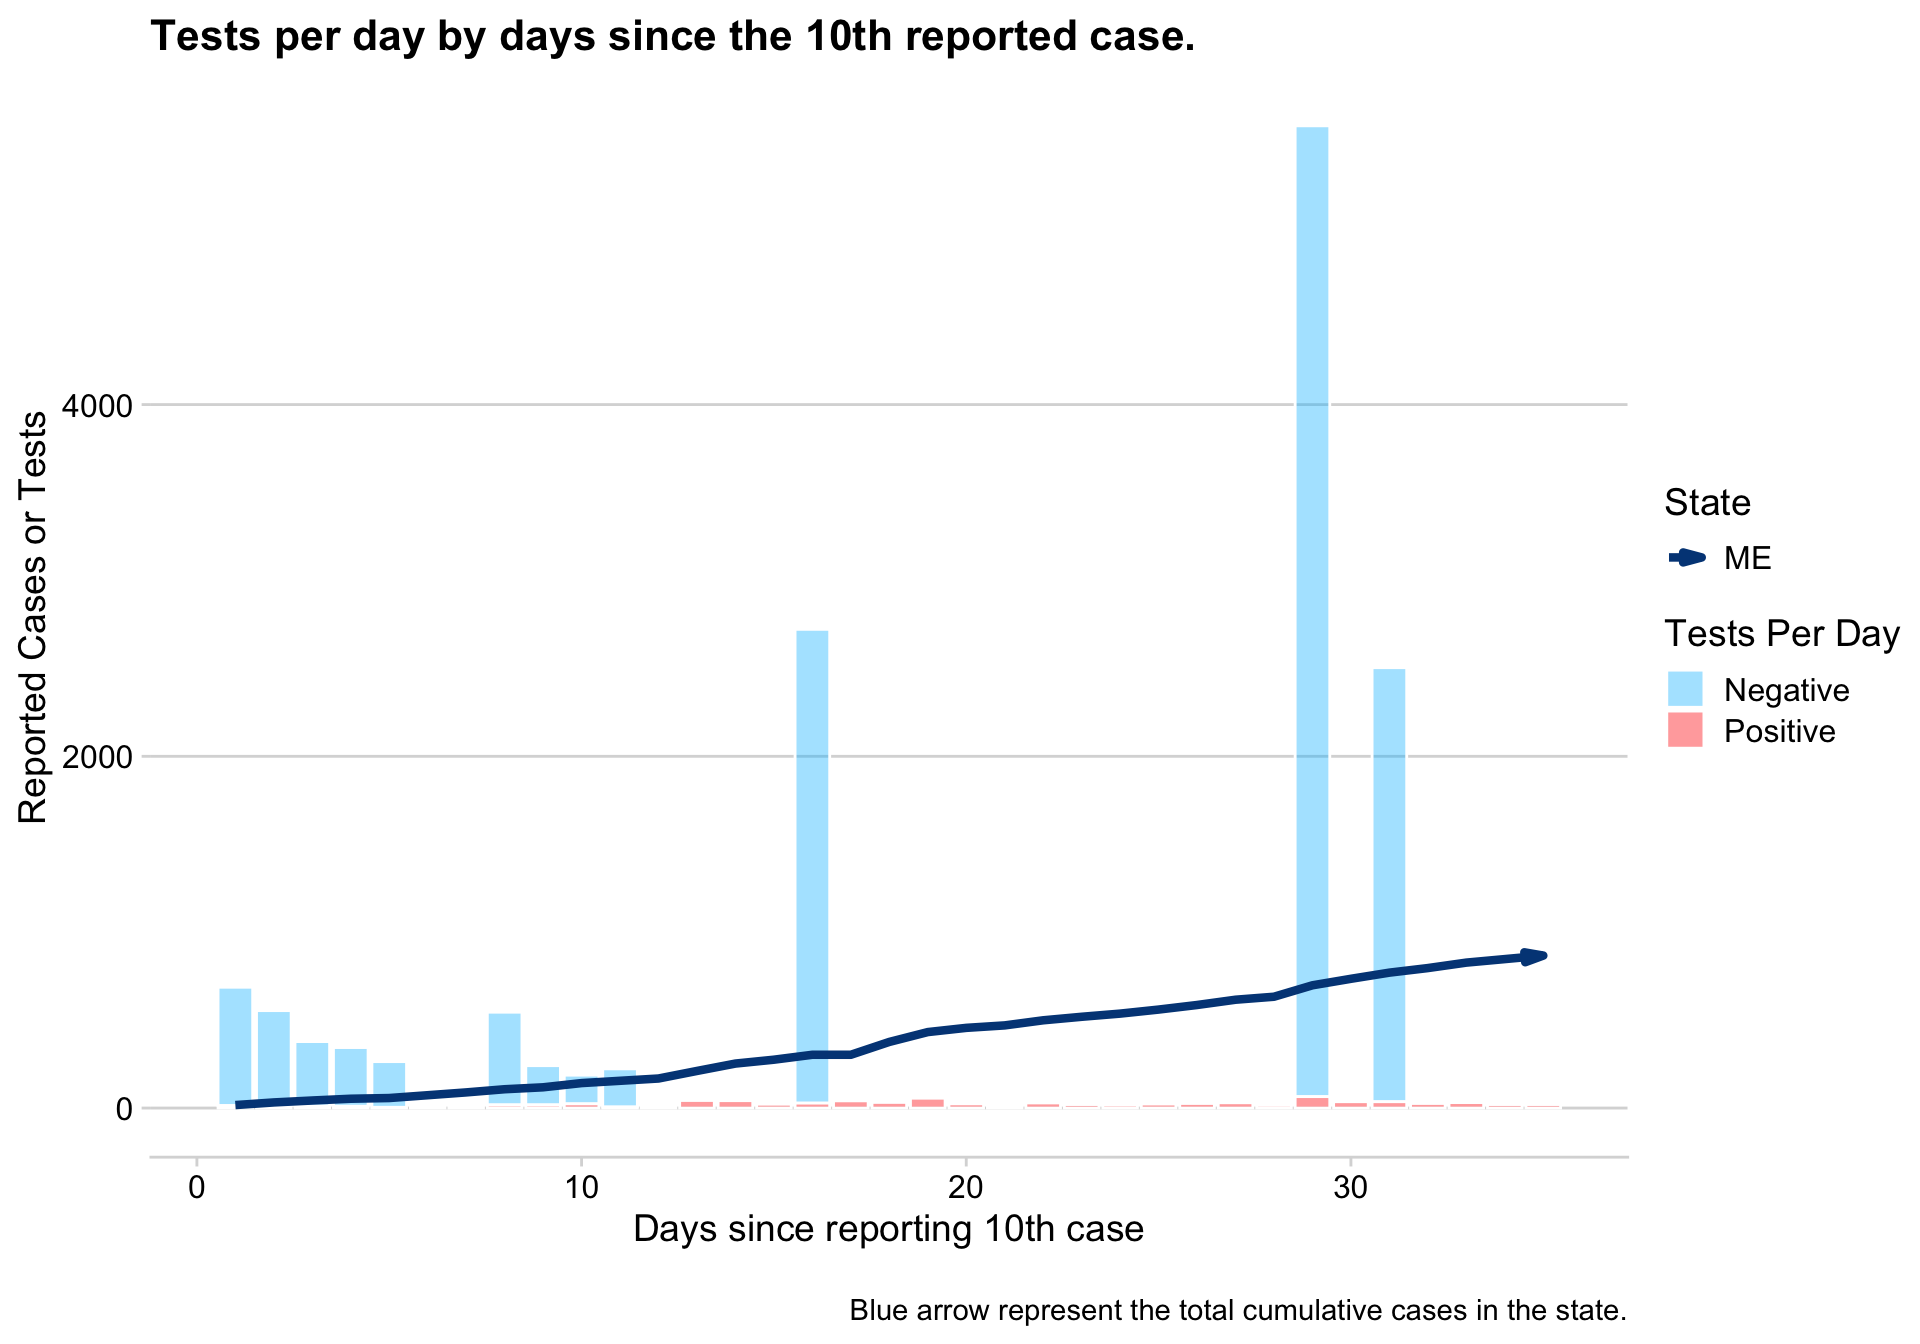 Tests per day by days since the 10th reported case.
Reported Cases or Tests
4000
2000
0
0
10
20
30
Days since reporting 10th case
State
ME
Tests Per Day
Negative
Positive
Blue arrow represent the total cumulative cases in the state.